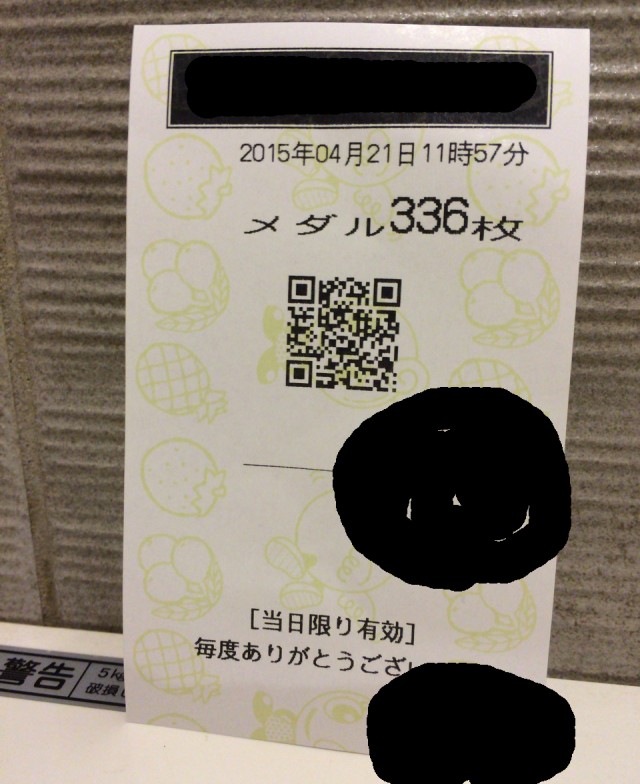 2015年04月21日11時57分
メダル336枚
[当日限り有効]
毎度ありがとうござ
警告
5kg
破損